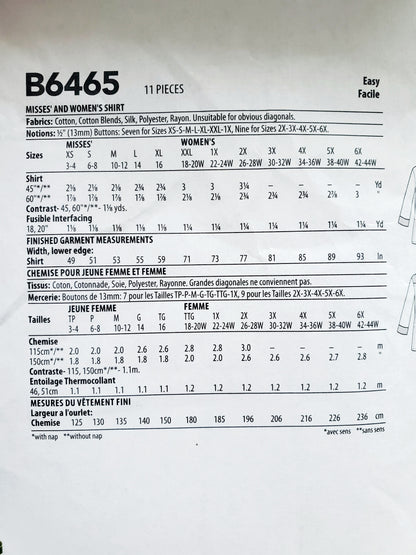 B6465 11 PIECES Easy
Facile
MISSES' AND WOMEN'S SHIRT
Fabrics: Cotton, Cotton Blends, Silk, Polyester, Rayon. Unsuitable for obvious diagonals.
Notions: ½" (13mm) Buttons: Seven for Sizes XS-S-M-L-XL-XXL-1X, Nine for Sizes 2X-3X-4X-5X-6X.
MISSES' WOMEN'S
Sizes XS S M L XL XXL 1X 2X 3X 4X 5X 6X
3-4 6-8 10-12 14 16 18-20W 22-24W 26-28W 30-32W 34-36W 38-40W 42-44W
Shirt
45"*/** 2⅛ 2⅛ 2⅛ 2¾ 2¾ 3 3 3¼ – – – – Yd
60"*/** 1⅞ 1⅞ 1⅞ 1⅞ 1⅞ 2¼ 2¾ 2¾ 2¾ 2¾ 2⅞ 3 "
Contrast- 45, 60"*/**- 1⅛ yds.
Fusible Interfacing
18, 20" 1⅛ 1⅛ 1⅛ 1⅛ 1⅛ 1¼ 1¼ 1¼ 1¼ 1¼ 1¼ 1¼ Yd
FINISHED GARMENT MEASUREMENTS
Width, lower edge:
Shirt 49 51 53 55 59 71 73 77 81 85 89 93 In
CHEMISE POUR JEUNE FEMME ET FEMME
Tissus: Coton, Cotonnade, Soie, Polyester, Rayonne. Grandes diagonales ne conviennent pas.
Mercerie: Boutons de 13mm: 7 pour les Tailles TP-P-M-G-TG-TTG-1X, 9 pour les Tailles 2X-3X-4X-5X-6X.
JEUNE FEMME FEMME
Tailles TP P M G TG TTG 1X 2X 3X 4X 5X 6X
3-4 6-8 10-12 14 16 18-20W 22-24W 26-28W 30-32W 34-36W 38-40W 42-44W
Chemise
115cm*/** 2.0 2.0 2.0 2.6 2.6 2.8 2.8 3.0 – – – – m
150cm*/** 1.8 1.8 1.8 1.8 1.8 2.0 2.6 2.6 2.6 2.6 2.7 2.8 "
Contraste- 115, 150cm*/**- 1.1m.
Entoilage Thermocollant
46, 51cm 1.1 1.1 1.1 1.1 1.1 1.2 1.2 1.2 1.2 1.2 1.2 1.2 m
MESURES DU VÊTEMENT FINI
Largeur a l'ourlet:
Chemise 125 130 135 140 150 180 185 196 206 216 226 236 cm
*with nap **without nap *avec sens **sans sens